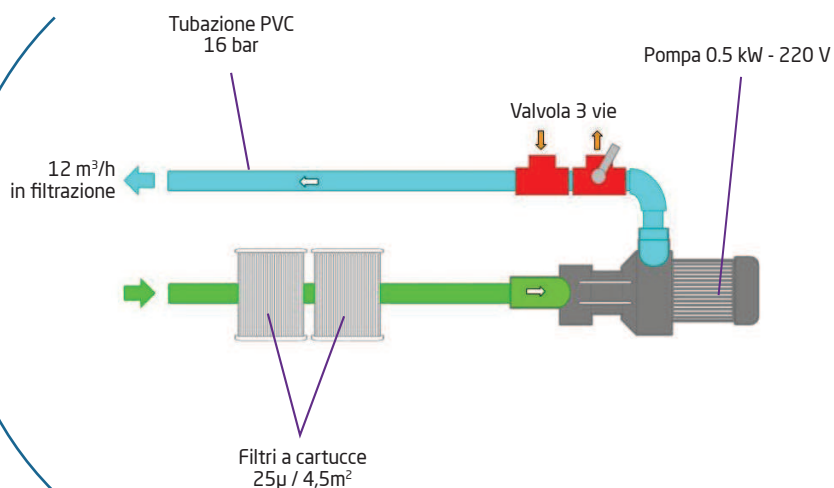 Tubazione PVC
16 bar
Pompa 0.5 kW - 220 V
Valvola 3 vie
12 m³/h
in filtrazione
Filtri a cartucce
25µ / 4,5m²